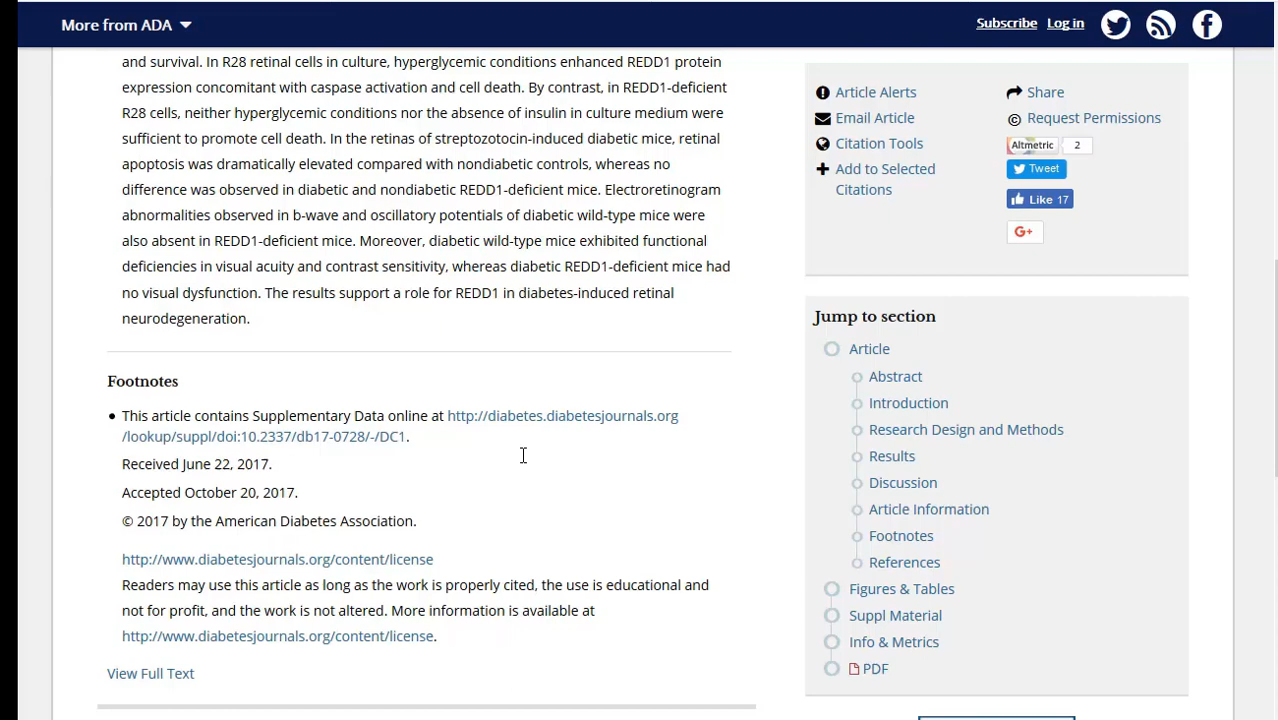 More from ADA
Subscribe Log in
and survival. In R28 retinal cells in culture, hyperglycemic conditions enhanced REDD1 protein
expression concomitant with caspase activation and cell death. By contrast, in REDD1-deficient
R28 cells, neither hyperglycemic conditions nor the absence of insulin in culture medium were
sufficient to promote cell death. In the retinas of streptozotocin-induced diabetic mice, retinal
apoptosis was dramatically elevated compared with nondiabetic controls, whereas no
difference was observed in diabetic and nondiabetic REDD1-deficient mice. Electroretinogram
abnormalities observed in b-wave and oscillatory potentials of diabetic wild-type mice were
also absent in REDD1-deficient mice. Moreover, diabetic wild-type mice exhibited functional
deficiencies in visual acuity and contrast sensitivity, whereas diabetic REDD1-deficient mice had
no visual dysfunction. The results support a role for REDD1 in diabetes-induced retinal
neurodegeneration.
Footnotes
This article contains Supplementary Data online at http://diabetes.diabetesjournals.org
/lookup/suppl/doi:10.2337/db17-0728/-/DC1.
Received June 22, 2017.
Accepted October 20, 2017.
© 2017 by the American Diabetes Association.
http://www.diabetesjournals.org/content/license
Readers may use this article as long as the work is properly cited, the use is educational and
not for profit, and the work is not altered. More information is available at
http://www.diabetesjournals.org/content/license.
View Full Text
Article Alerts
Email Article
Citation Tools
Add to Selected
Citations
Share
© Request Permissions
Altmetric 2
Tweet
Like 17
G+
Jump to section
Article
Abstract
Introduction
Research Design and Methods
Results
Discussion
Article Information
Footnotes
References
Figures & Tables
Suppl Material
Info & Metrics
PDF